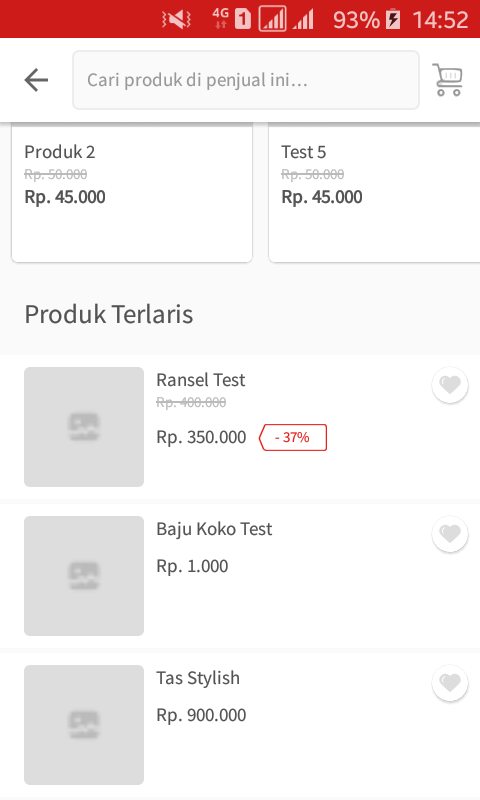 4G 1 93% 14:52
Cari produk di penjual ini...
Produk 2
Rp. 50.000
Rp. 45.000
Test 5
Rp. 50.000
Rp. 45.000
Produk Terlaris
Ransel Test
Rp. 400.000
Rp. 350.000 - 37%
Baju Koko Test
Rp. 1.000
Tas Stylish
Rp. 900.000